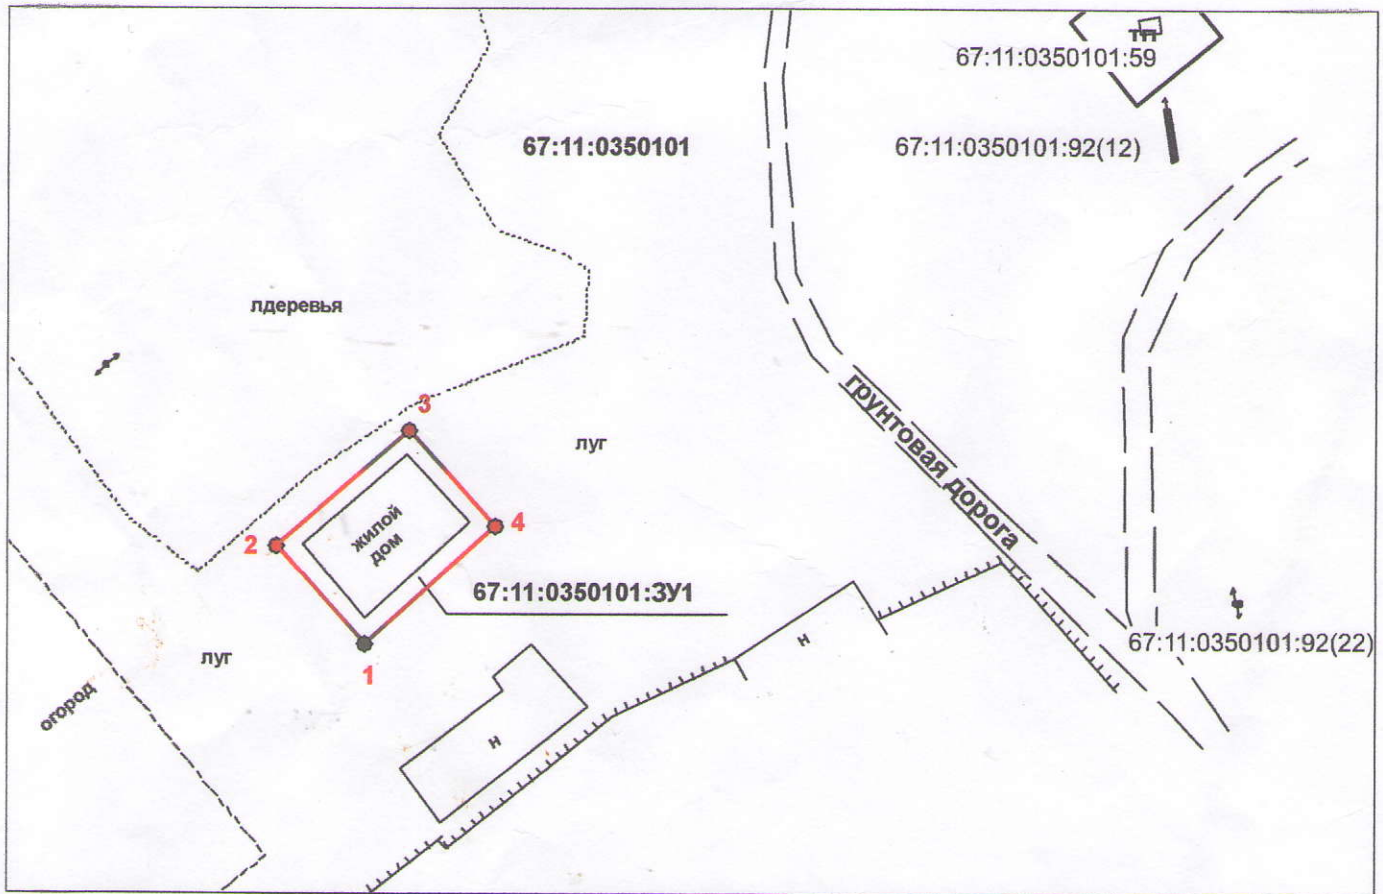 ТП
67:11:0350101:59
67:11:0350101
67:11:0350101:92(12)
лдеревья
3
грунтовая дорога
луг
4
жилой
дом
2
67:11:0350101:ЗУ1
67:11:0350101:92(22)
н
луг
1
огород
н